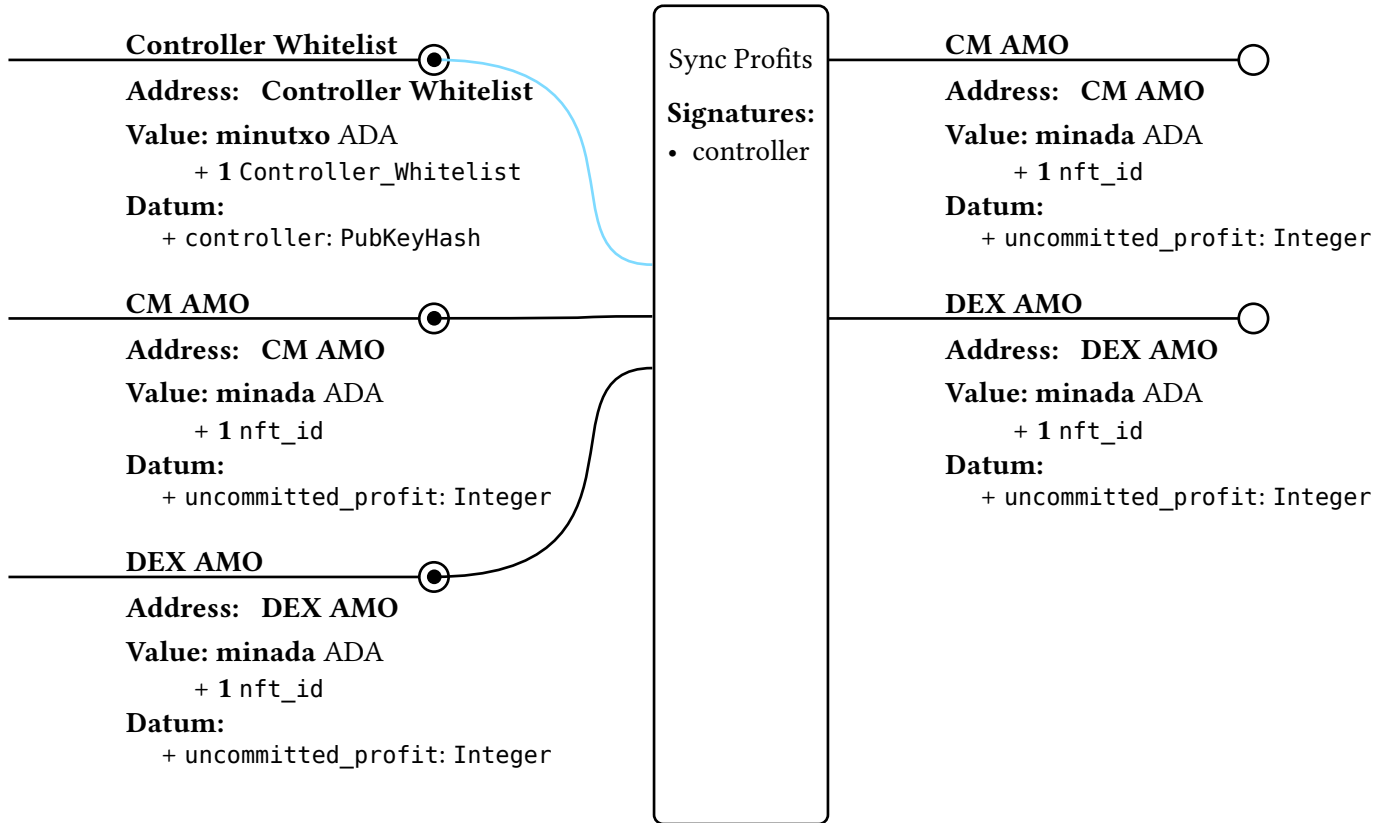 Controller Whitelist
Address: Controller Whitelist
Value: minutxo ADA
+ 1 Controller_Whitelist
Datum:
+ controller: PubKeyHash
CM AMO
Address: CM AMO
Value: minada ADA
+ 1 nft_id
Datum:
+ uncommitted_profit: Integer
DEX AMO
Address: DEX AMO
Value: minada ADA
+ 1 nft_id
Datum:
+ uncommitted_profit: Integer
Sync Profits
Signatures:
• controller
CM AMO
Address: CM AMO
Value: minada ADA
+ 1 nft_id
Datum:
+ uncommitted_profit: Integer
DEX AMO
Address: DEX AMO
Value: minada ADA
+ 1 nft_id
Datum:
+ uncommitted_profit: Integer